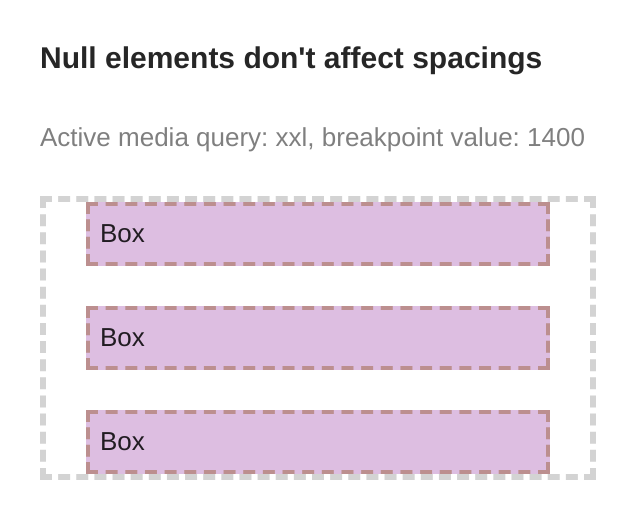 Null elements don't affect spacings
Active media query: xxl, breakpoint value: 1400
Box
Box
Box